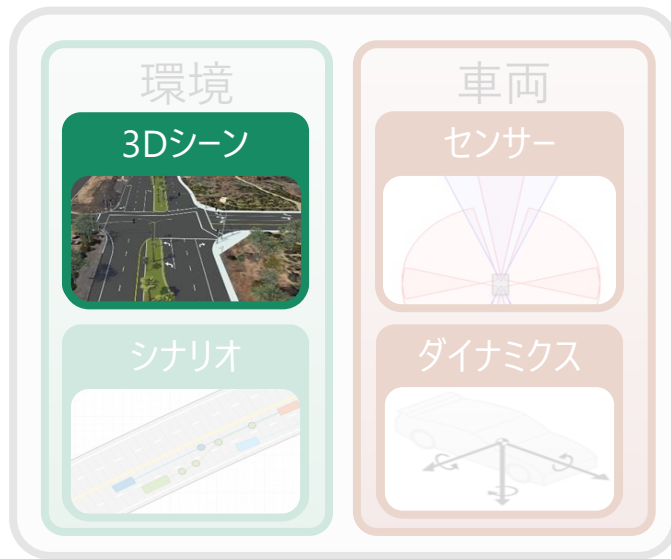 環境
3Dシーン
シナリオ
車両
センサー
ダイナミクス